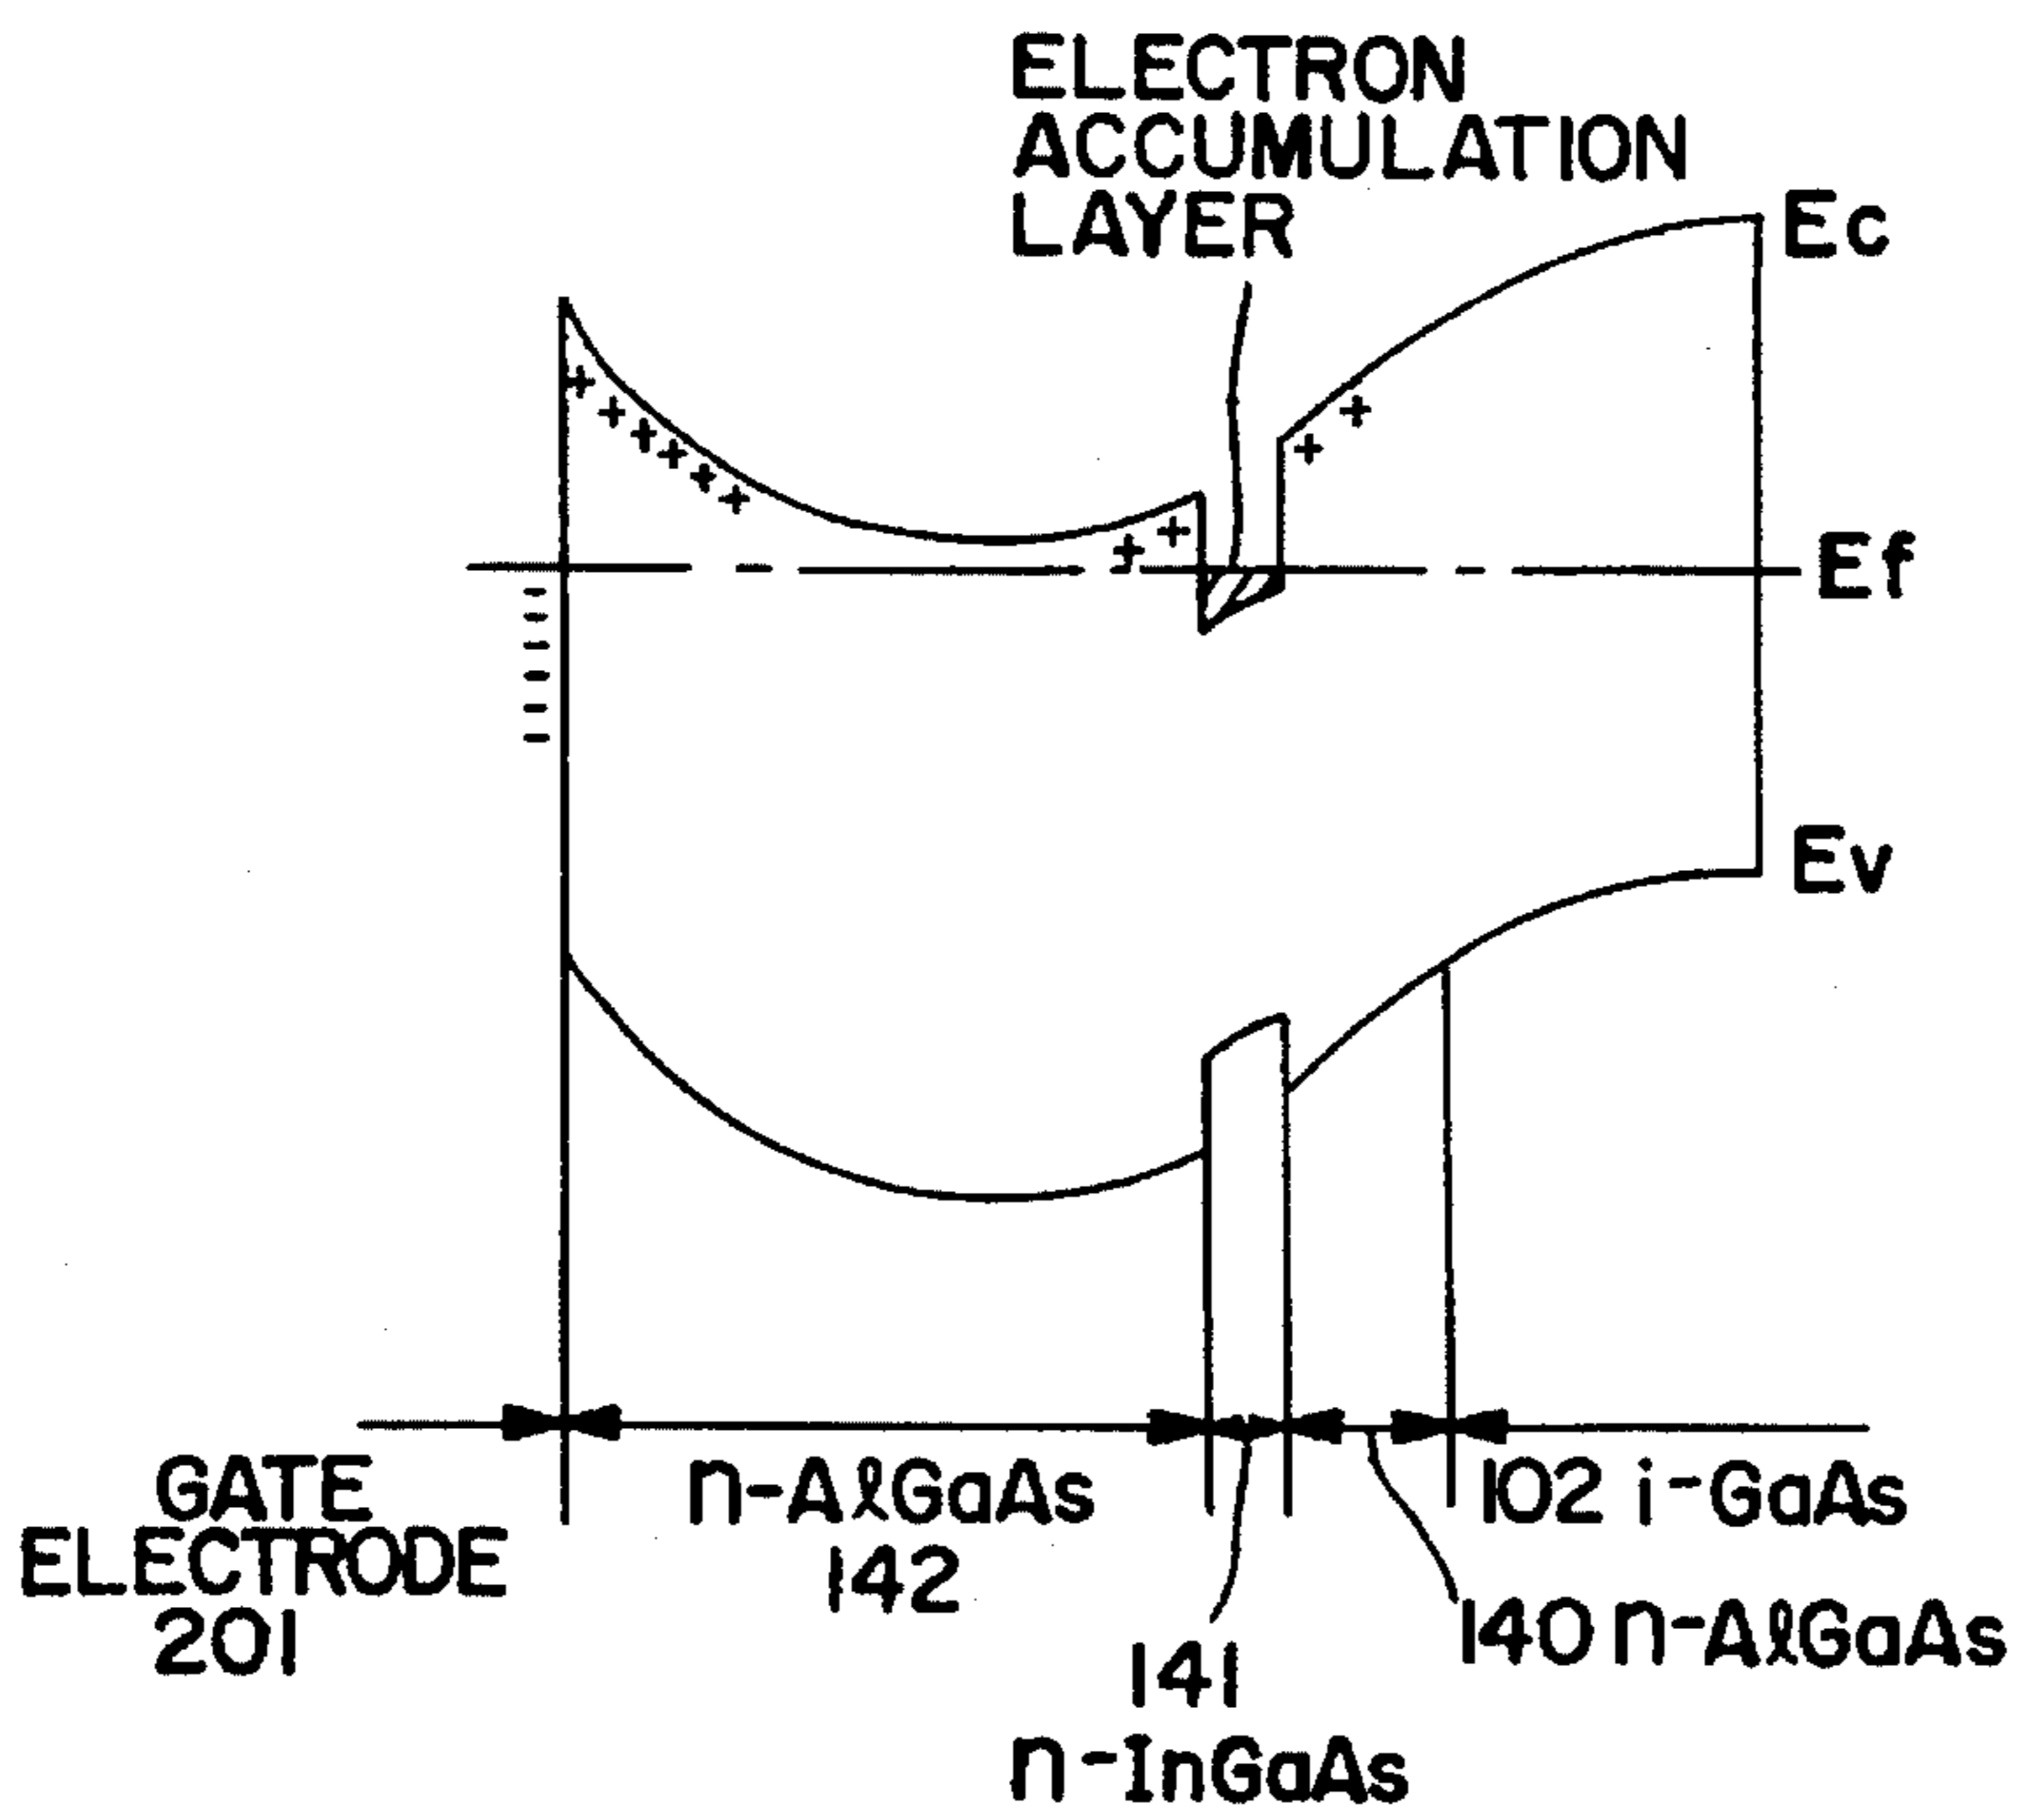 ELECTRON
ACCUMULATION
LAYER
Ec
+ + + + + +
+ +
+ +
Ef
- - - - - -
Ev
GATE
ELECTRODE
201
n-AlGaAs
142
102 i-GaAs
140 n-AlGaAs
141
n-InGaAs